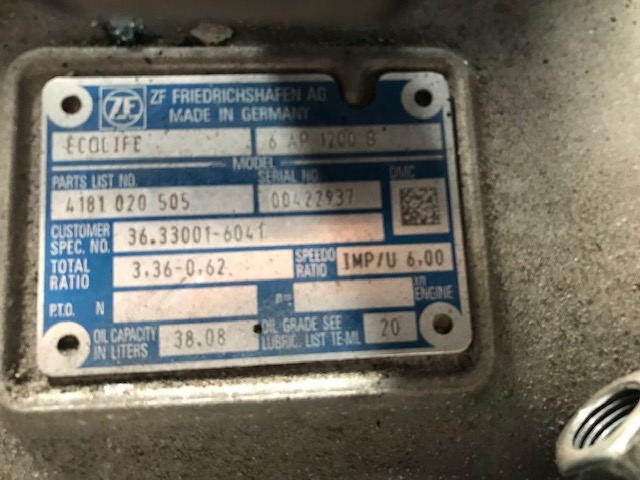 ZF ZF FRIEDRICHSHAFEN AG
MADE IN GERMANY
ECOLIFE 6 AP 1200 B
MODEL
PARTS LIST NO. SERIAL NO. DMC
4181 020 505 00422937
CUSTOMER SPEC. NO. 36.33001-6041
TOTAL RATIO 3.36-0.62 SPEEDO RATIO IMP/U 6.00
P.T.O. N n= xn ENGINE
OIL CAPACITY IN LITERS 38.08 OIL GRADE SEE LUBRIC. LIST TE-ML 20